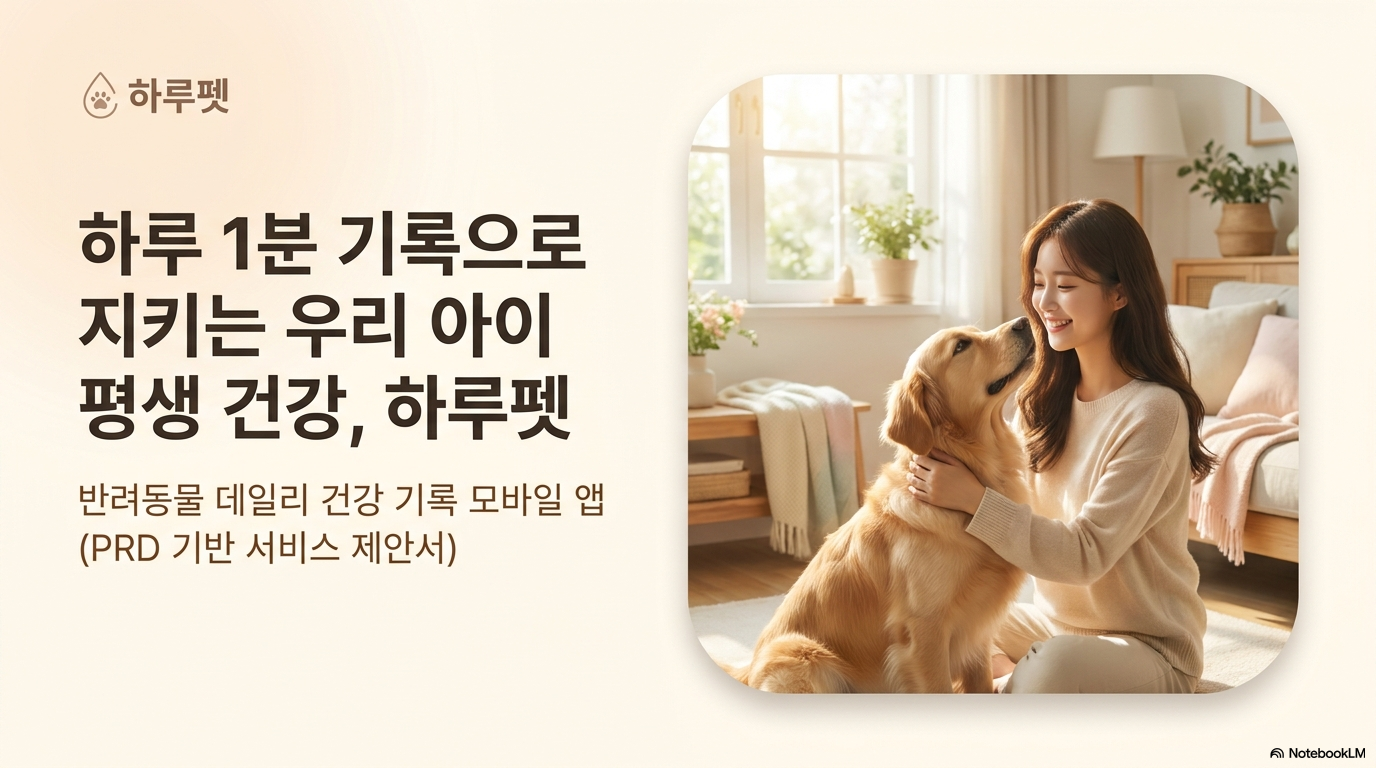 하루펫
하루 1분 기록으로
지키는 우리 아이
평생 건강, 하루펫
반려동물 데일리 건강 기록 모바일 앱
(PRD 기반 서비스 제안서)
NotebookLM